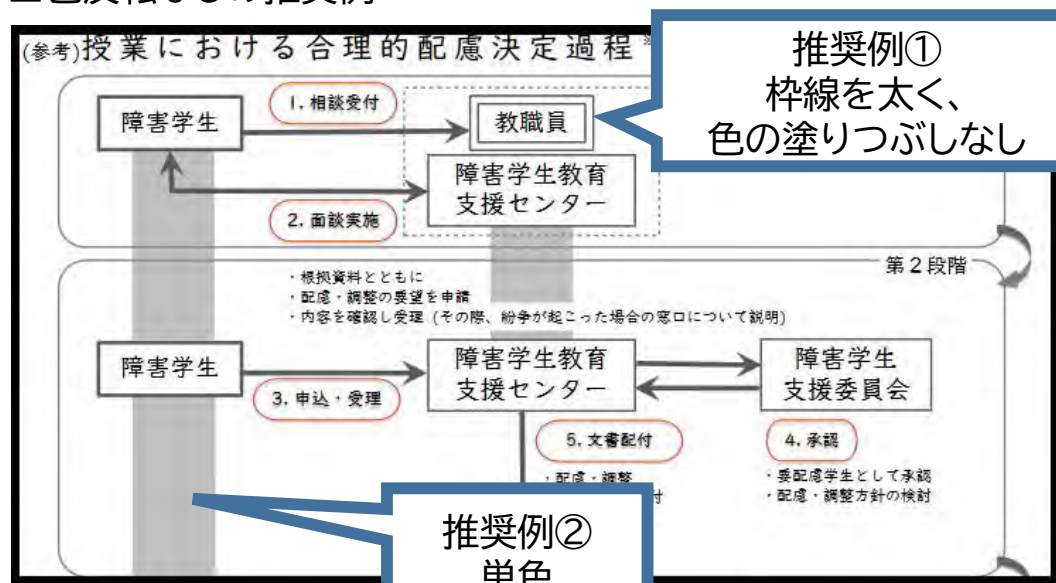 (参考)授業における合理的配慮決定過程
推奨例①
枠線を太く、
色の塗りつぶしなし
障害学生
1. 相談受付
教職員
障害学生教育
支援センター
2. 面談実施
第2段階
・根拠資料とともに
・配慮・調整の要望を申請
・内容を確認し受理 (その際、紛争が起こった場合の窓口について説明)
障害学生
3. 申込・受理
障害学生教育
支援センター
障害学生
支援委員会
5. 文書配付
4. 承認
・配慮・調整
・要配慮学生として承認
・配慮・調整方針の検討
推奨例②
単色